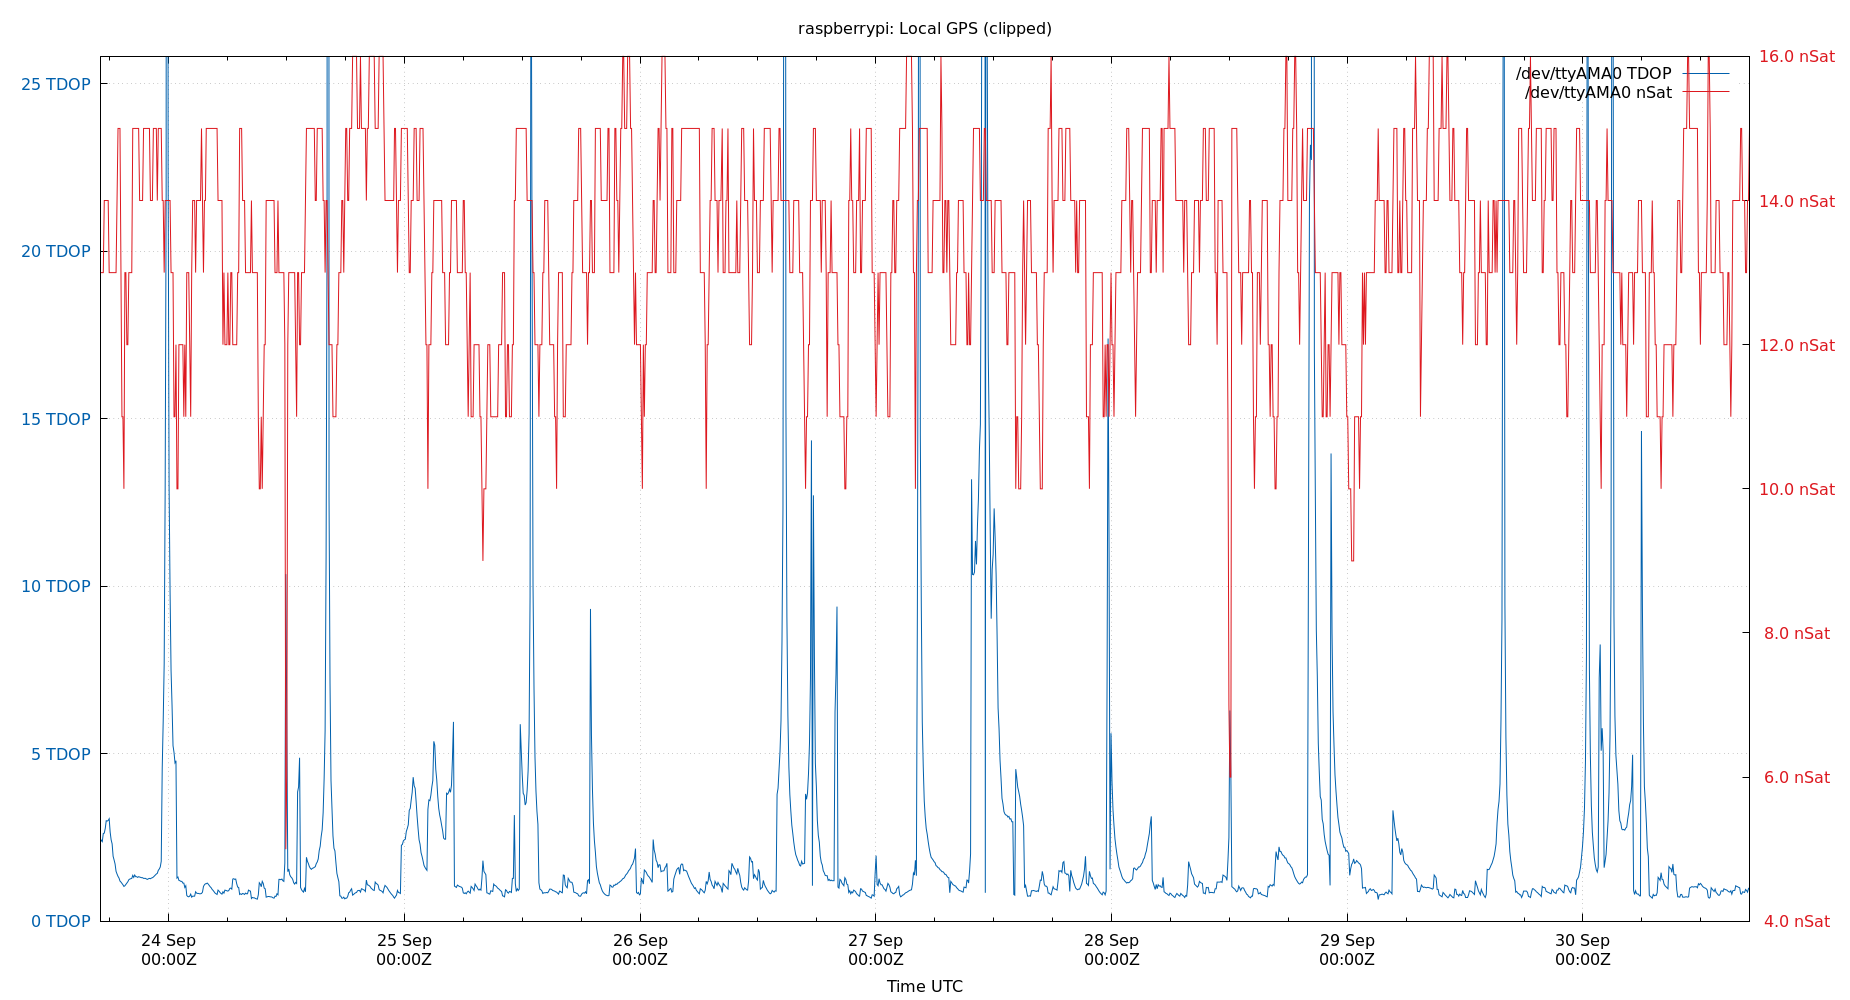 raspberrypi: Local GPS (clipped)
/dev/ttyAMA0 TDOP
/dev/ttyAMA0 nSat
25 TDOP
20 TDOP
15 TDOP
10 TDOP
5 TDOP
0 TDOP
16.0 nSat
14.0 nSat
12.0 nSat
10.0 nSat
8.0 nSat
6.0 nSat
4.0 nSat
24 Sep 25 Sep 26 Sep 27 Sep 28 Sep 29 Sep 30 Sep
00:00Z 00:00Z 00:00Z 00:00Z 00:00Z 00:00Z 00:00Z
Time UTC